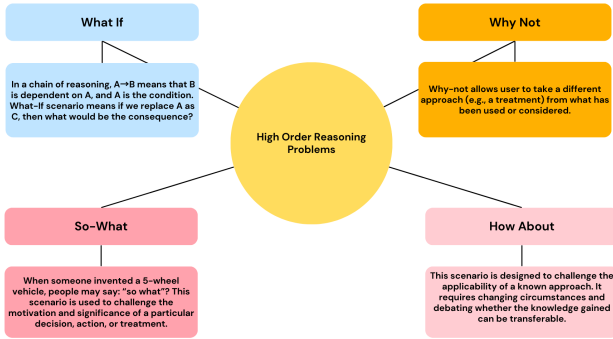 What If
In a chain of reasoning, A→B means that B
is dependent on A, and A is the condition.
What-If scenario means if we replace A as
C, then what would be the consequence?
Why Not
Why-not allows user to take a different
approach (e.g., a treatment) from what has
been used or considered.
High Order Reasoning
Problems
So-What
When someone invented a 5-wheel
vehicle, people may say: “so what”? This
scenario is used to challenge the
motivation and significance of a particular
decision, action, or treatment.
How About
This scenario is designed to challenge the
applicability of a known approach. It
requires changing circumstances and
debating whether the knowledge gained
can be transferable.